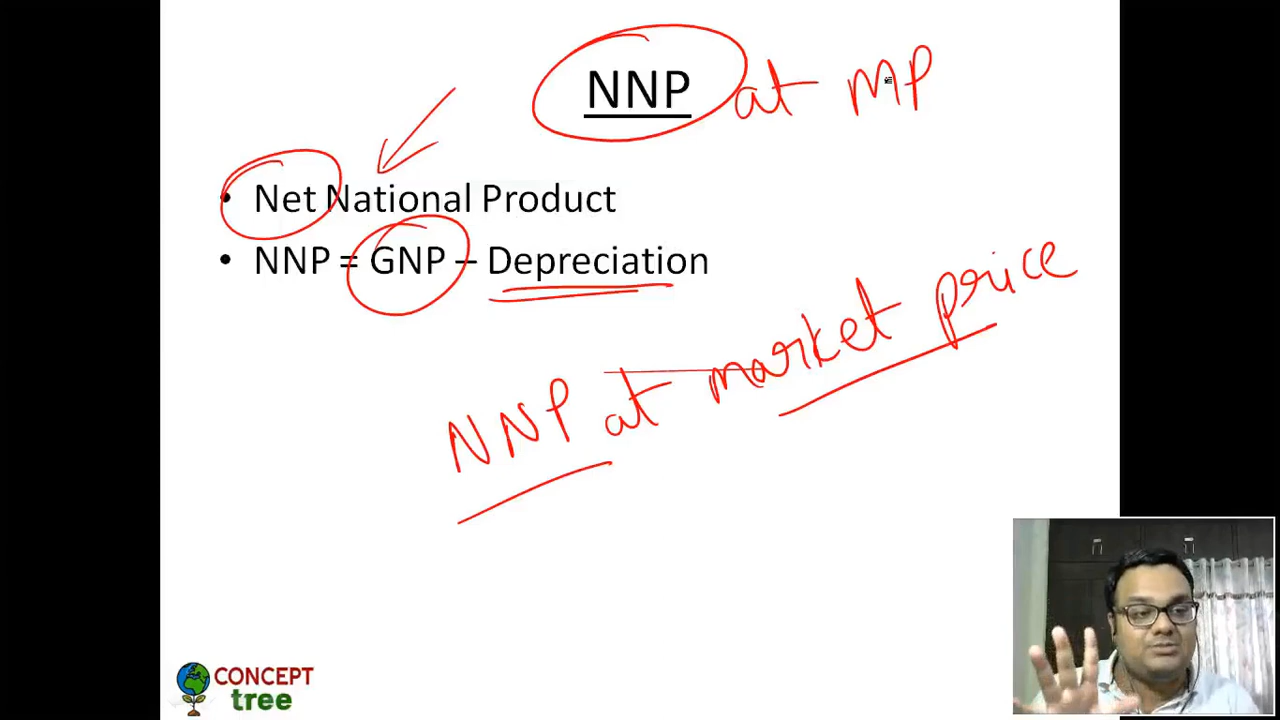 NNP at MP
• Net National Product
• NNP = GNP – Depreciation
NNP at market price
CONCEPT
tree